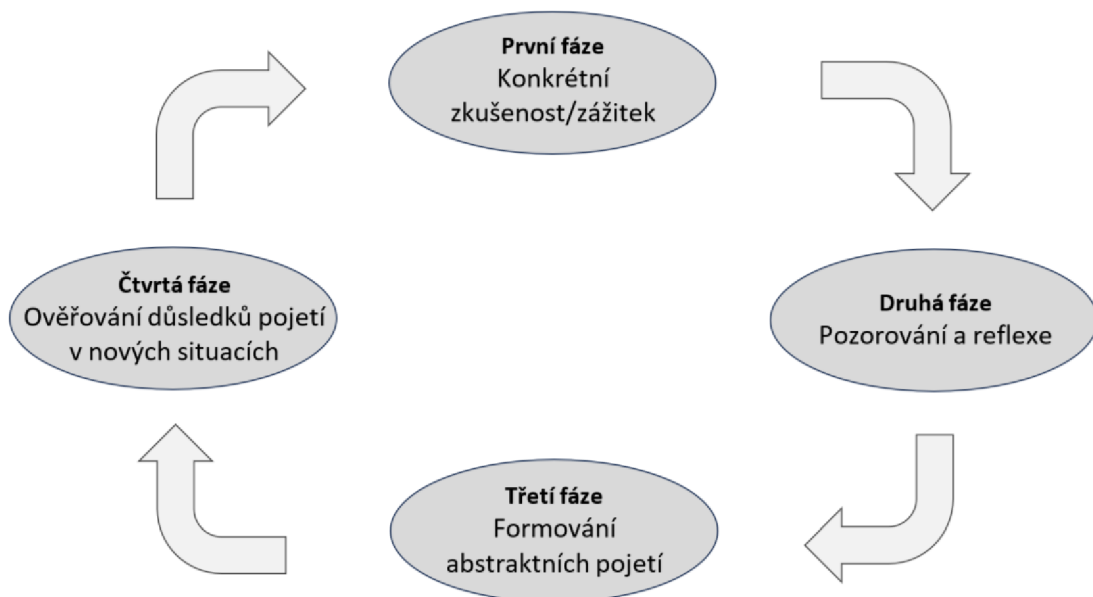 První fáze
Konkrétní
zkušenost/zážitek
Druhá fáze
Pozorování a reflexe
Třetí fáze
Formování
abstraktních pojetí
Čtvrtá fáze
Ověřování důsledků pojetí
v nových situacích